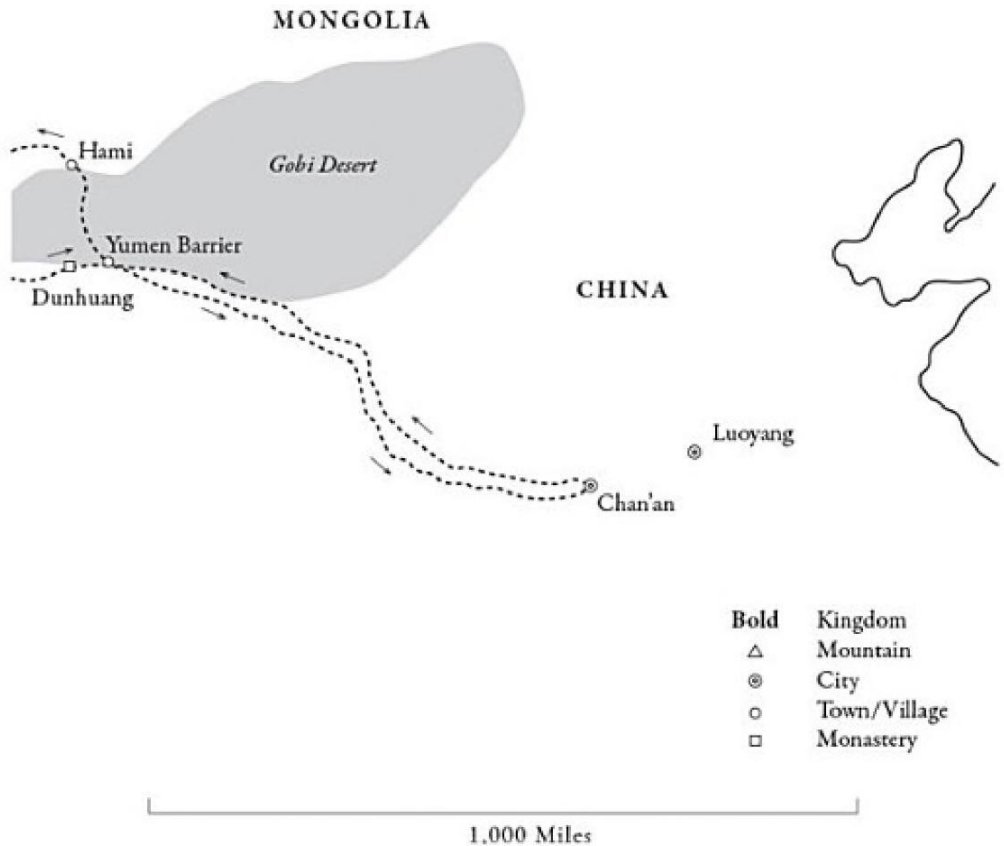 MONGOLIA
Hami
Gobi Desert
Yumen Barrier
Dunhuang
CHINA
Luoyang
Chan'an
Bold Kingdom
Mountain
City
Town/Village
Monastery
1,000 Miles